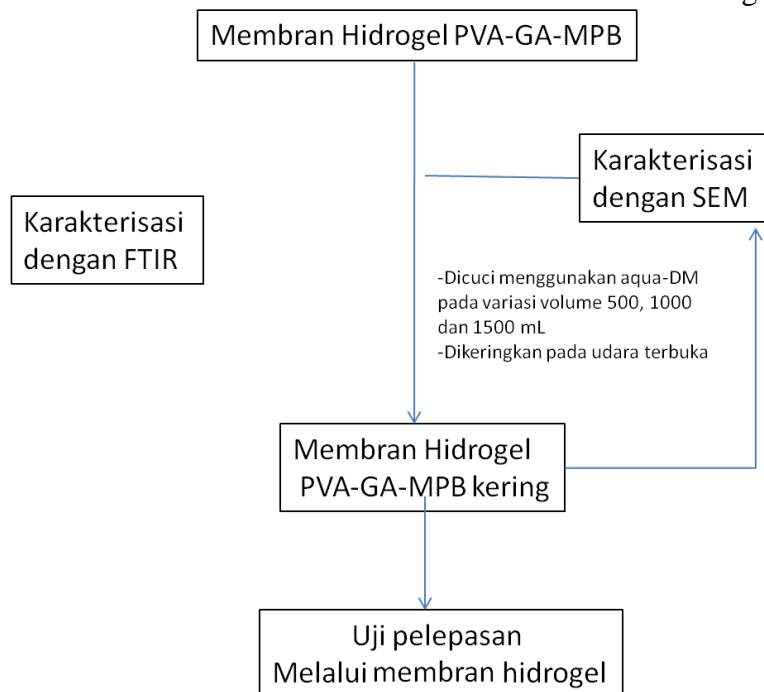 g
Membran Hidrogel PVA-GA-MPB
Karakterisasi
dengan SEM
Karakterisasi
dengan FTIR
-Dicuci menggunakan aqua-DM
pada variasi volume 500, 1000
dan 1500 mL
-Dikeringkan pada udara terbuka
Membran Hidrogel
PVA-GA-MPB kering
Uji pelepasan
Melalui membran hidrogel